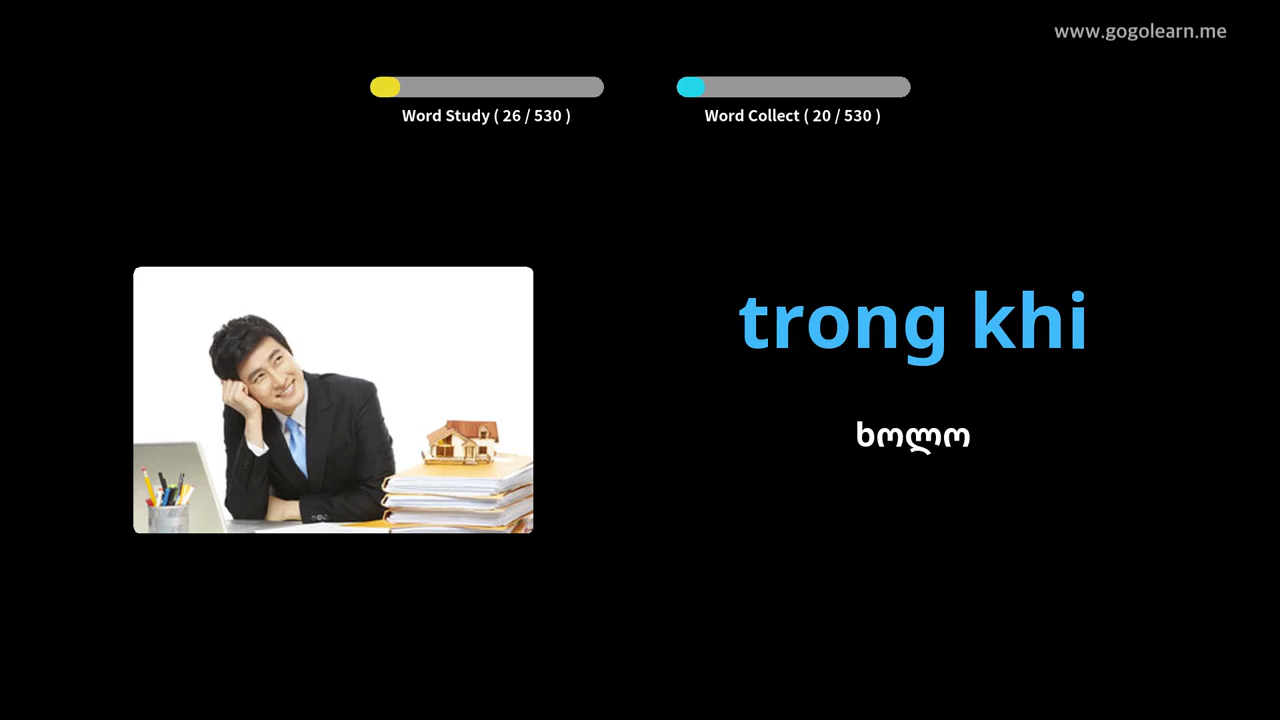 www.gogolearn.me
Word Study ( 26 / 530 )
Word Collect ( 20 / 530 )
trong khi
ხოლო